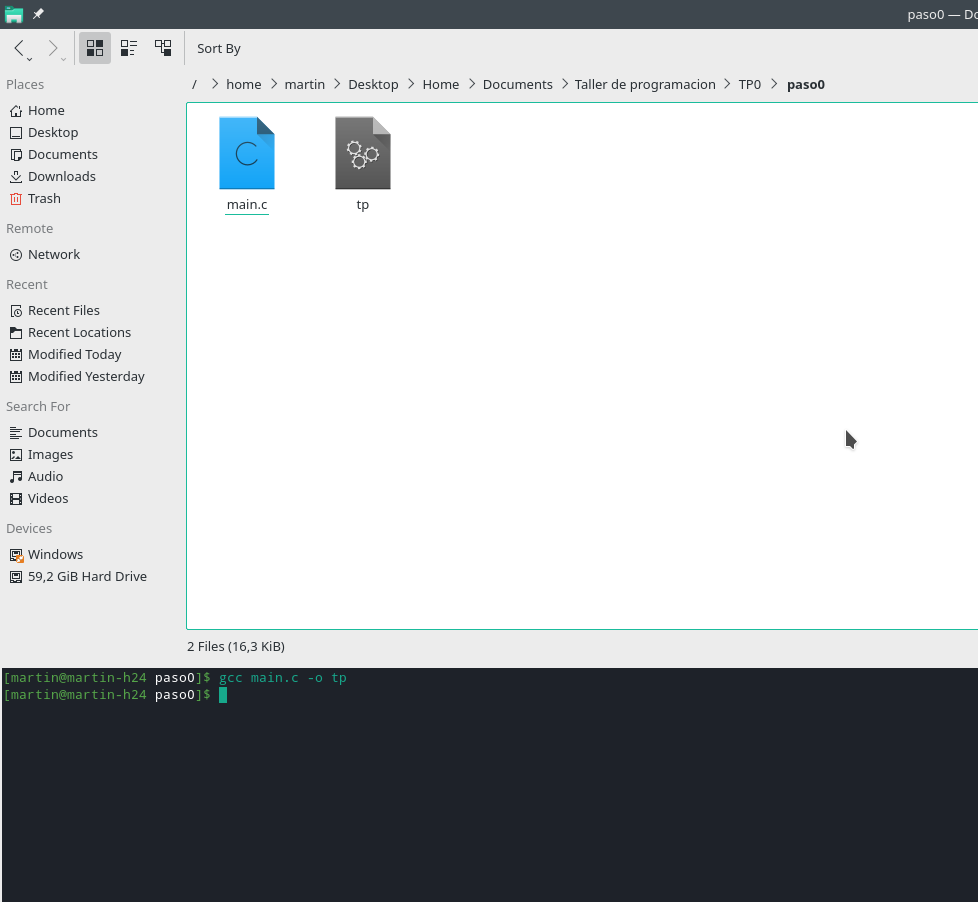 paso0 — Do
Sort By
Places
/ > home > martin > Desktop > Home > Documents > Taller de programacion > TP0 > paso0
Home
Desktop
Documents
Downloads
Trash
main.c
tp
Remote
Network
Recent
Recent Files
Recent Locations
Modified Today
Modified Yesterday
Search For
Documents
Images
Audio
Videos
Devices
Windows
59,2 GiB Hard Drive
2 Files (16,3 KiB)
[martin@martin-h24 paso0]$ gcc main.c -o tp
[martin@martin-h24 paso0]$